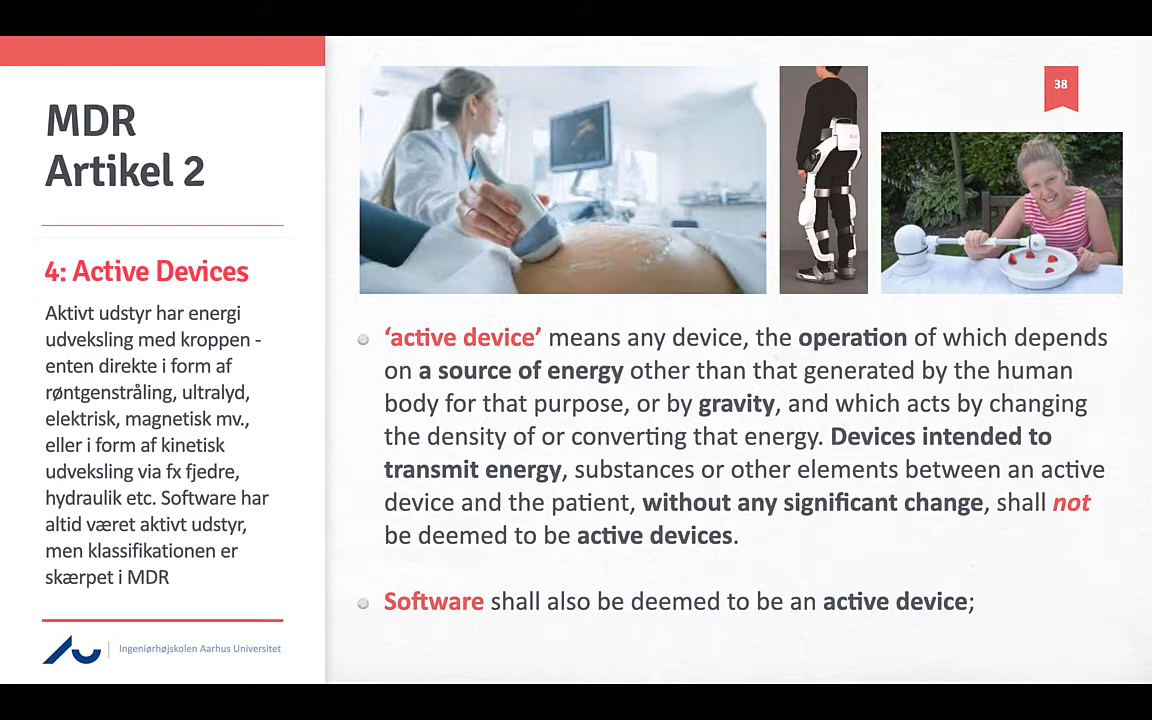 MDR
Artikel 2
4: Active Devices
Aktivt udstyr har energi
udveksling med kroppen -
enten direkte i form af
røntgenstråling, ultralyd,
elektrisk, magnetisk mv.,
eller i form af kinetisk
udveksling via fx fjedre,
hydraulik etc. Software har
altid været aktivt udstyr,
men klassifikationen er
skærpet i MDR
Ingeniørhøjskolen Aarhus Universitet
38
‘active device’ means any device, the operation of which depends
on a source of energy other than that generated by the human
body for that purpose, or by gravity, and which acts by changing
the density of or converting that energy. Devices intended to
transmit energy, substances or other elements between an active
device and the patient, without any significant change, shall not
be deemed to be active devices.
Software shall also be deemed to be an active device;